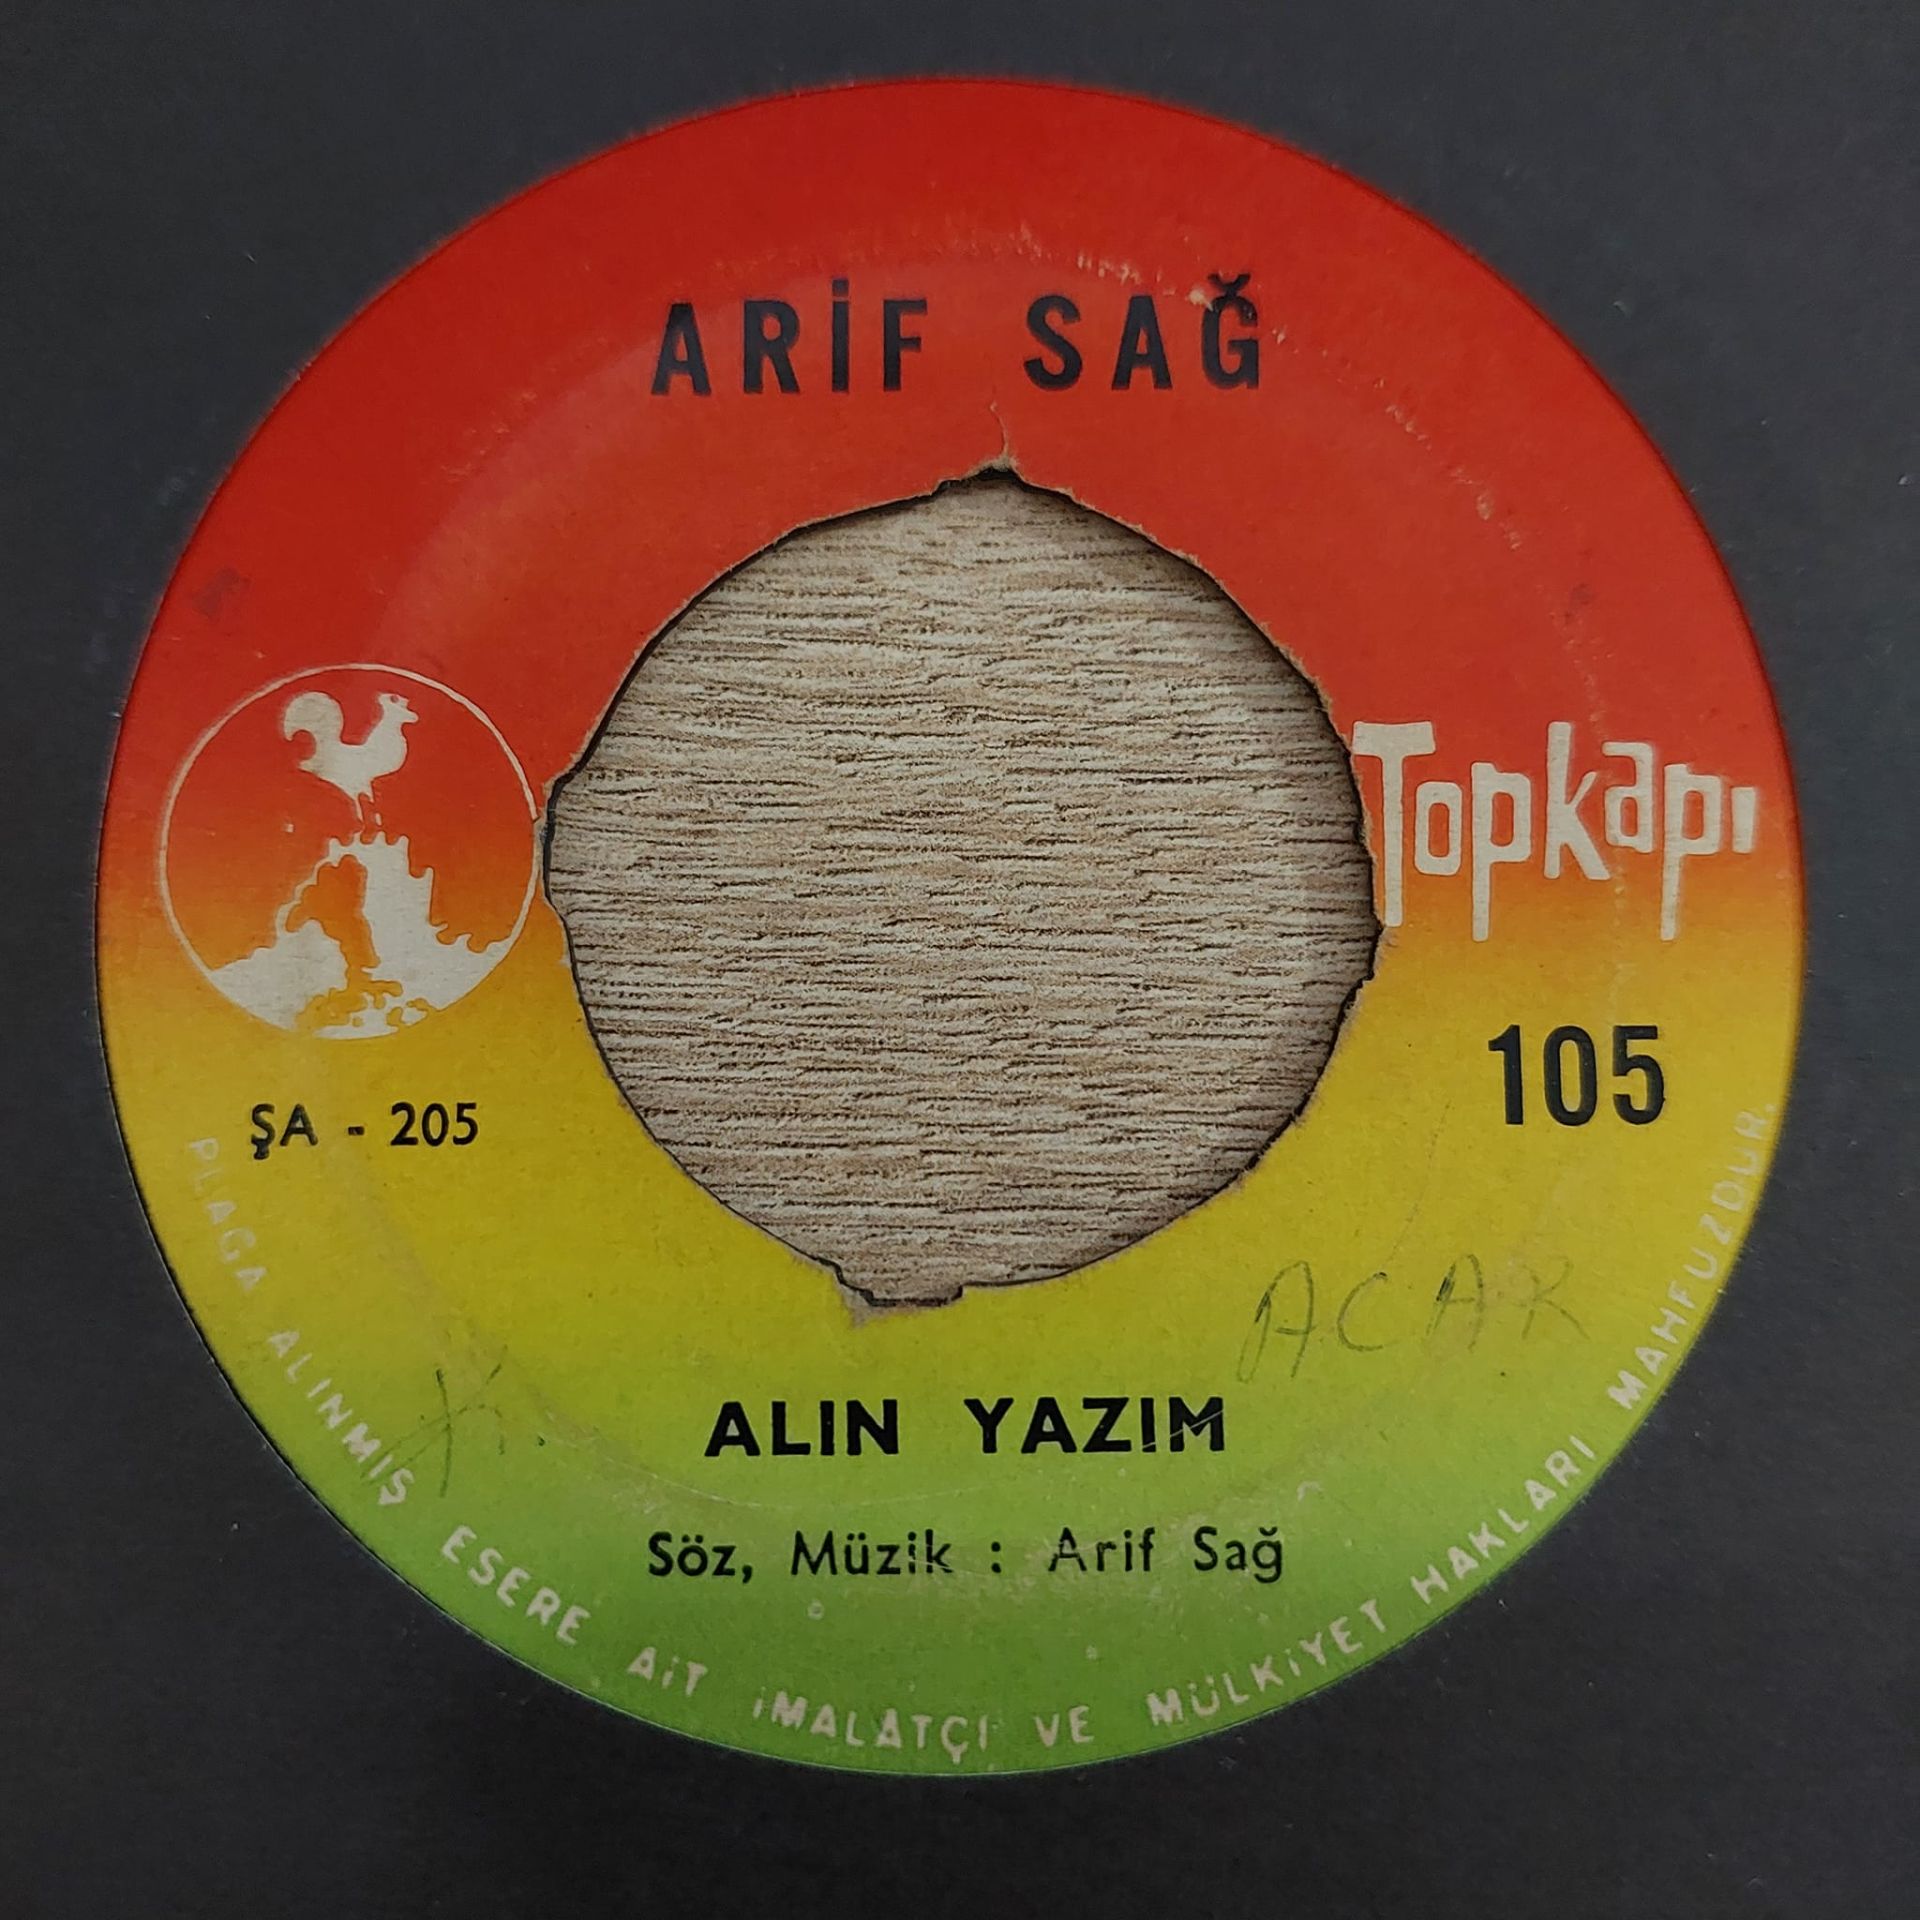 ARİF SAĞ
Topkapı
105
ŞA - 205
K. ACAR
ALIN YAZIM
Söz, Müzik : Arif Sağ
PLAĞA ALINMIŞ ESERE AİT İMALATÇI VE MÜLKİYET HAKLARI MAHFUZDUR.